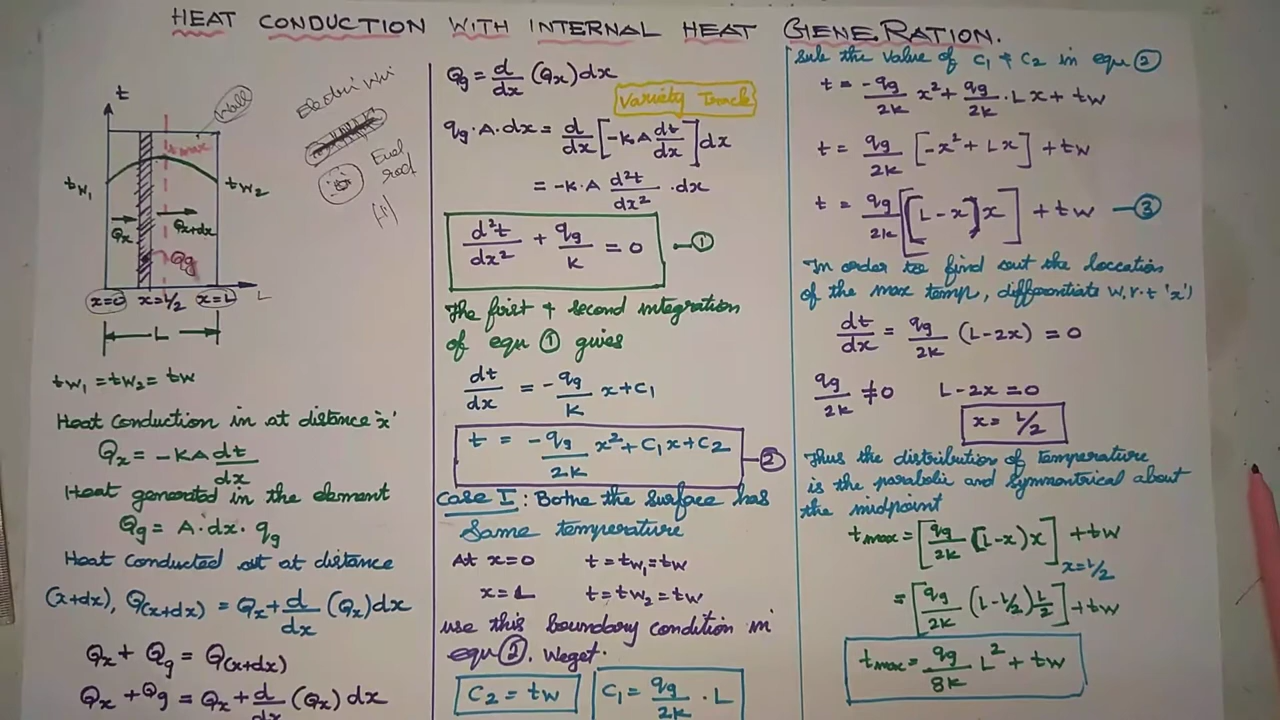 HEAT CONDUCTION WITH INTERNAL HEAT GENERATION.
t
wall
tmax
tw₁
tw₂
Qx
Qx+dx
Qg
x=0 x=L/2 x=L L
L
Fuel
rod
tw₁ = tw₂ = tw
Heat conduction in at distance 'x'
Qx = -KA dt/dx
Heat generated in the element
Qg = A·dx·qg
Heat conducted out at distance
(x+dx), Q(x+dx) = Qx + d/dx (Qx) dx
Qx + Qg = Q(x+dx)
Qx + Qg = Qx + d/dx (Qx) dx
Qg = d/dx (Qx) dx
Variety Track
qg·A·dx = d/dx [-KA dt/dx] dx
= -K·A d²t/dx² · dx
d²t/dx² + qg/k = 0 —①
The first & second integration
of equ ① gives
dt/dx = -qg/k x + C₁
t = -qg/2k x² + C₁x + C₂ —②
Case I : Bothe the surface has
Same temperature
At x=0 t = tw₁ = tw
x = L t = tw₂ = tw
use this boundary condition in
equ ②. We get.
C₂ = tw C₁ = qg/2k · L
sub the value of C₁ & C₂ in equ ②
t = -qg/2k x² + qg/2k · Lx + tw
t = qg/2k [-x² + Lx] + tw
t = qg/2k [[L-x]x] + tw —③
In order to find out the loccation
of the max temp, differentiate w.r.t 'x')
dt/dx = qg/2k (L-2x) = 0
qg/2k ≠ 0 L-2x = 0
x = L/2
Thus the distribution of temperature
is the parabolic and symmentrical about
the midpoint
tmax = [qg/2k [L-x)x] + tw
x=L/2
= [qg/2k (L-L/2) L/2] + tw
tmax = qg/8k L² + tw